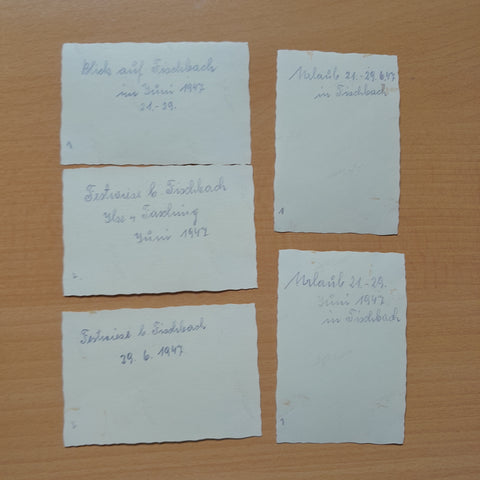 Blick auf Fischbach
im Juni 1947
21.-29.
Festwiese b. Fischbach
Ilse u.
Juni 1947
Festwiese b. Fischbach
29. 6. 1947
Urlaub 21.-29.6.47
in Fischbach
Urlaub 21.-29.
Juni 1947
in Fischbach